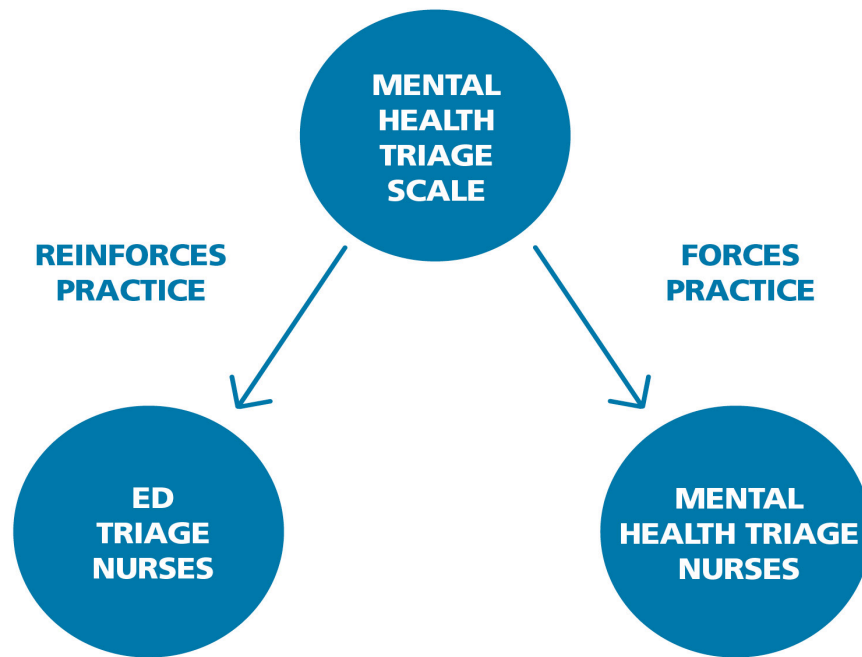 MENTAL
HEALTH
TRIAGE
SCALE
REINFORCES
PRACTICE
FORCES
PRACTICE
ED
TRIAGE
NURSES
MENTAL
HEALTH TRIAGE
NURSES